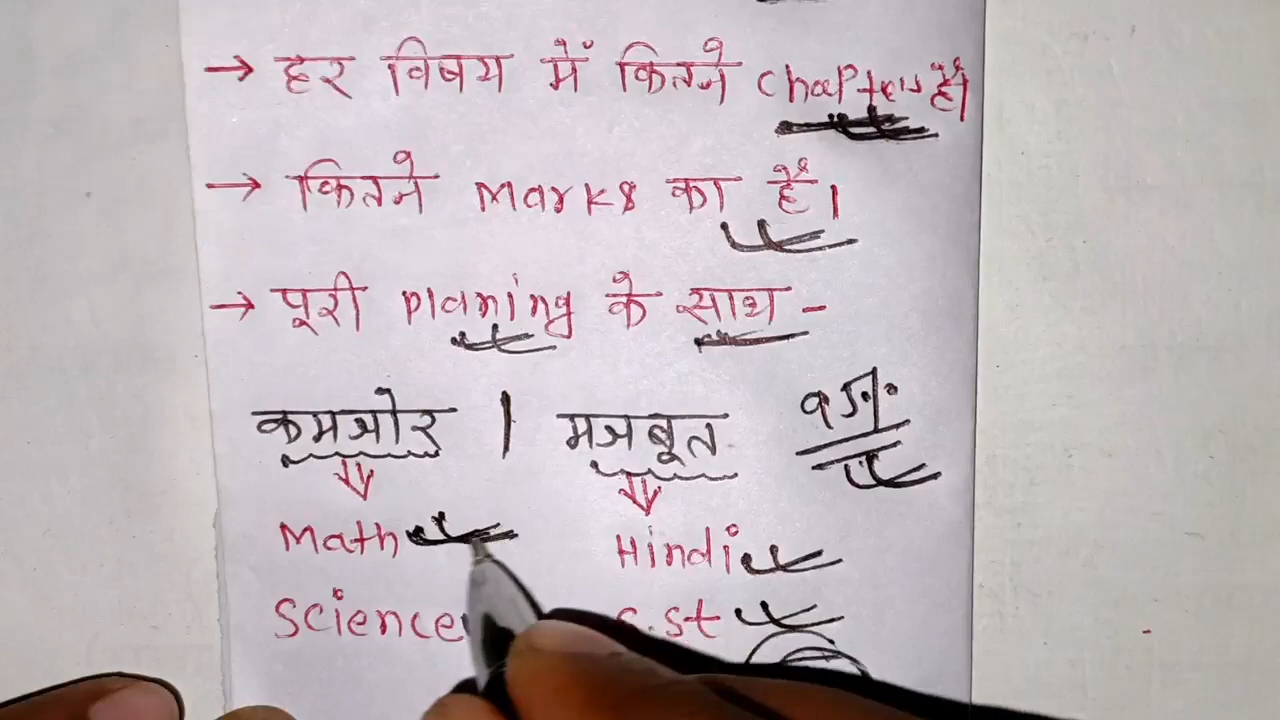 → हर विषय में कितने chapters हैं।
→ कितने marks का हैं।
→ पूरी planing के साथ -
कमजोर | मजबूत 95%
Math Hindi
Science s.st